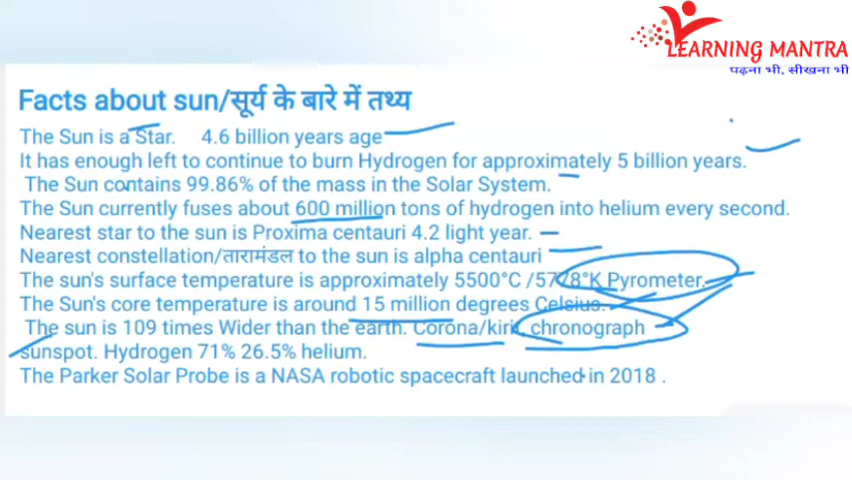 LEARNING MANTRA
पढ़ना भी, सीखना भी
Facts about sun/सूर्य के बारे में तथ्य
The Sun is a Star. 4.6 billion years age
It has enough left to continue to burn Hydrogen for approximately 5 billion years.
The Sun contains 99.86% of the mass in the Solar System.
The Sun currently fuses about 600 million tons of hydrogen into helium every second.
Nearest star to the sun is Proxima centauri 4.2 light year.
Nearest constellation/तारामंडल to the sun is alpha centauri
The sun's surface temperature is approximately 5500°C /5778°K Pyrometer.
The Sun's core temperature is around 15 million degrees Celsius.
The sun is 109 times Wider than the earth. Corona/ chronograph
sunspot. Hydrogen 71% 26.5% helium.
The Parker Solar Probe is a NASA robotic spacecraft launched in 2018 .